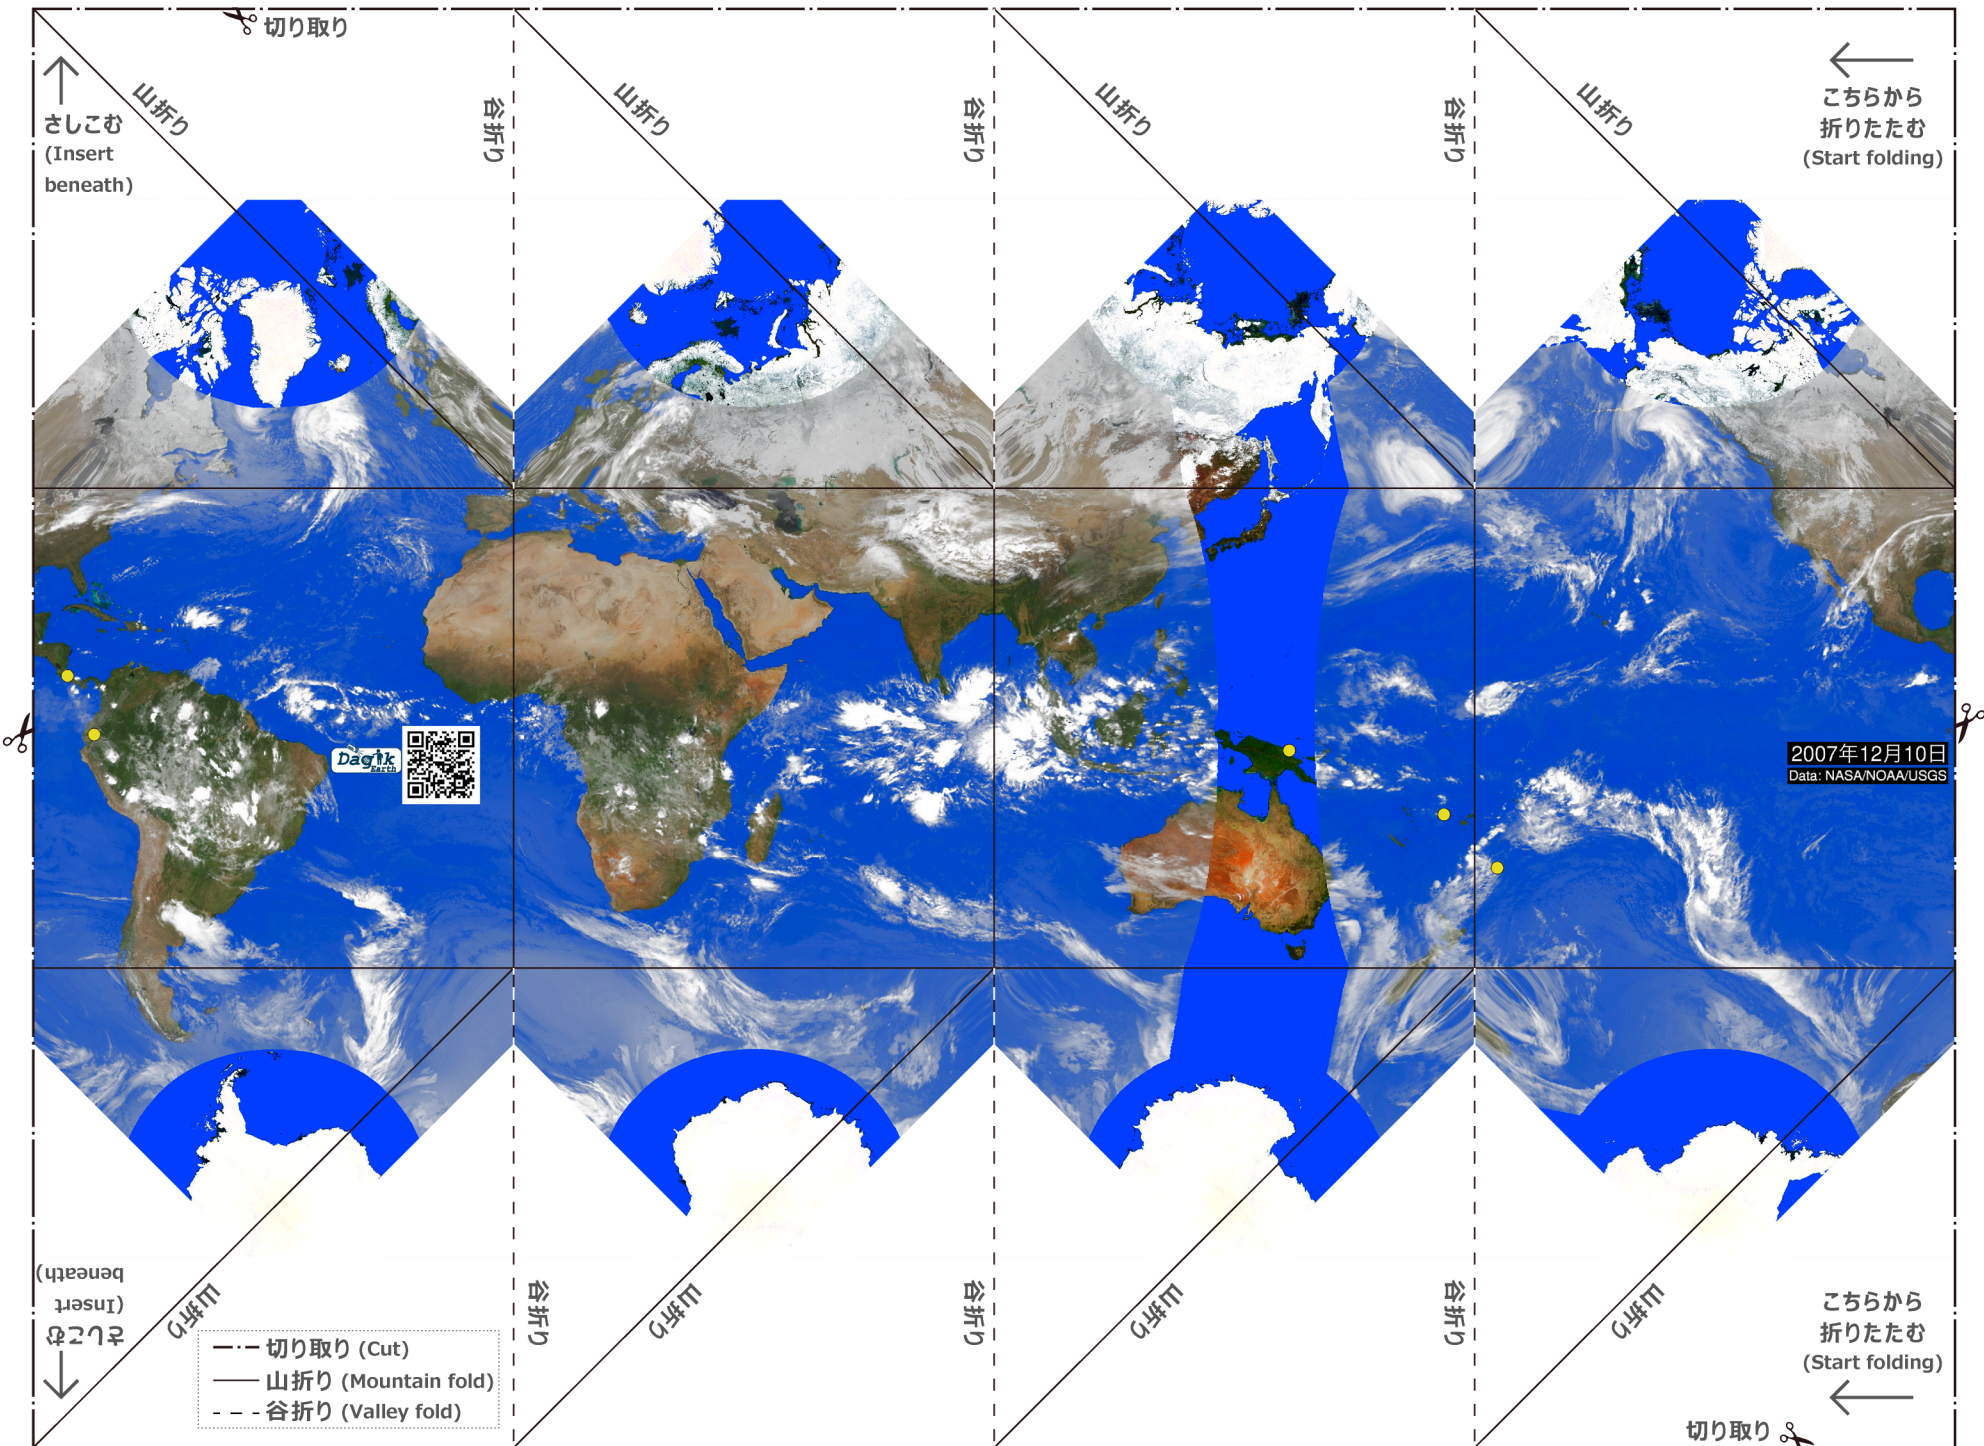 切り取り
さしこむ
(Insert
beneath)
山折り
谷折り
山折り
谷折り
山折り
谷折り
山折り
こちらから
折りたたむ
(Start folding)
Dagik
Earth
2007年12月10日
Data: NASA/NOAA/USGS
さしこむ
(Insert
beneath)
山折り
谷折り
山折り
谷折り
山折り
谷折り
山折り
こちらから
折りたたむ
(Start folding)
切り取り (Cut)
山折り (Mountain fold)
谷折り (Valley fold)
切り取り